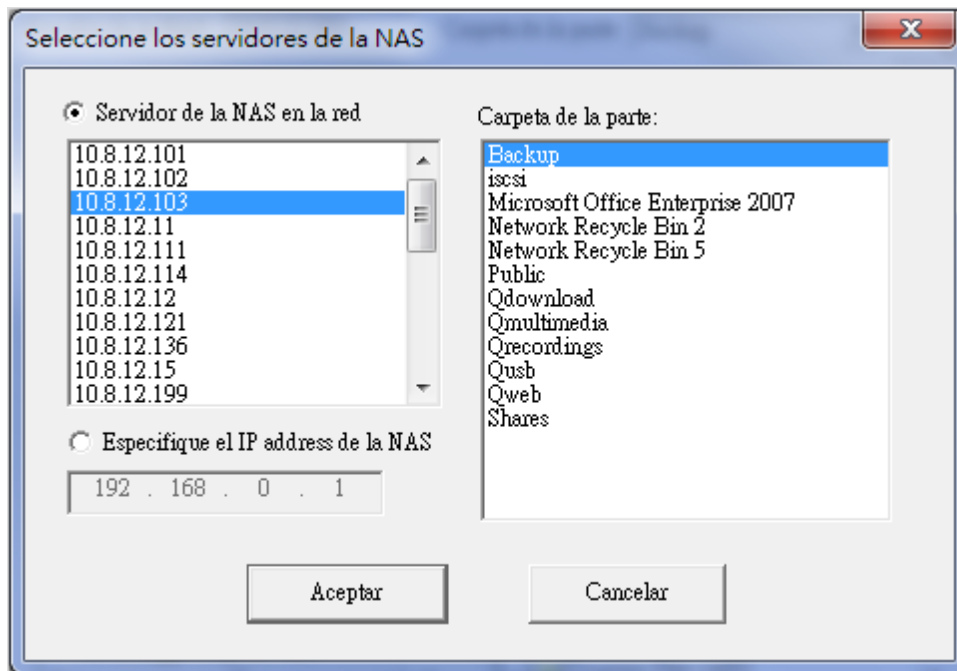 Seleccione los servidores de la NAS
Servidor de la NAS en la red
10.8.12.101
10.8.12.102
10.8.12.103
10.8.12.11
10.8.12.111
10.8.12.114
10.8.12.12
10.8.12.121
10.8.12.136
10.8.12.15
10.8.12.199
Especifique el IP address de la NAS
192 . 168 . 0 . 1
Carpeta de la parte:
Backup
iscsi
Microsoft Office Enterprise 2007
Network Recycle Bin 2
Network Recycle Bin 5
Public
Qdownload
Qmultimedia
Qrecordings
Qusb
Qweb
Shares
Aceptar
Cancelar